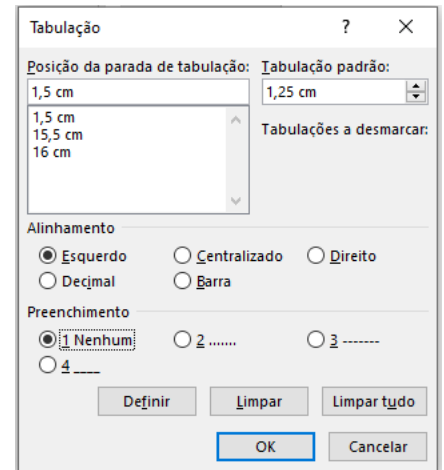 Tabulação ? ×
Posição da parada de tabulação: Tabulação padrão:
1,5 cm 1,25 cm
1,5 cm
15,5 cm
16 cm
Tabulações a desmarcar:
Alinhamento
Esquerdo Centralizado Direito
Decimal Barra
Preenchimento
1 Nenhum 2 ....... 3 -------
4 ____
Definir Limpar Limpar tudo
OK Cancelar